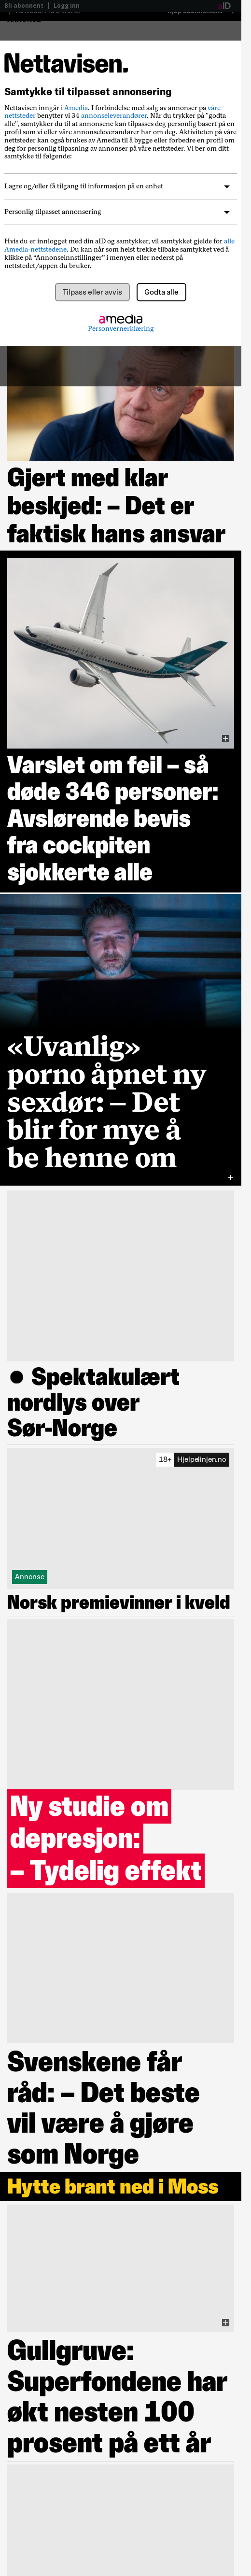 Bli abonnent | Logg inn
aID
Nettavisen.
Samtykke til tilpasset annonsering
Nettavisen inngår i Amedia. I forbindelse med salg av annonser på våre
nettsteder benytter vi 34 annonseleverandører. Når du trykker på "godta
alle", samtykker du til at annonsene kan tilpasses deg personlig basert på en
profil som vi eller våre annonseleverandører har om deg. Aktivitetene på våre
nettsteder kan også brukes av Amedia til å bygge eller forbedre en profil om
deg for personlig tilpasning av annonser på våre nettsteder. Vi ber om ditt
samtykke til følgende:
Lagre og/eller få tilgang til informasjon på en enhet
Personlig tilpasset annonsering
Hvis du er innlogget med din aID og samtykker, vil samtykket gjelde for alle
Amedia-nettstedene. Du kan når som helst trekke tilbake samtykket ved å
klikke på “Annonseinnstillinger” i menyen eller nederst på
nettstedet/appen du bruker.
Tilpass eller avvis
Godta alle
amedia
Personvernerklæring
Gjert med klar
beskjed: – Det er
faktisk hans ansvar
Varslet om feil – så
døde 346 personer:
Avslørende bevis
fra cockpiten
sjokkerte alle
«Uvanlig»
porno åpnet ny
sexdør: – Det
blir for mye å
be henne om
Spektakulært
nordlys over
Sør-Norge
18+ Hjelpelinjen.no
Annonse
Norsk premievinner i kveld
Ny studie om
depresjon:
– Tydelig effekt
Svenskene får
råd: – Det beste
vil være å gjøre
som Norge
Hytte brant ned i Moss
Gullgruve:
Superfondene har
økt nesten 100
prosent på ett år